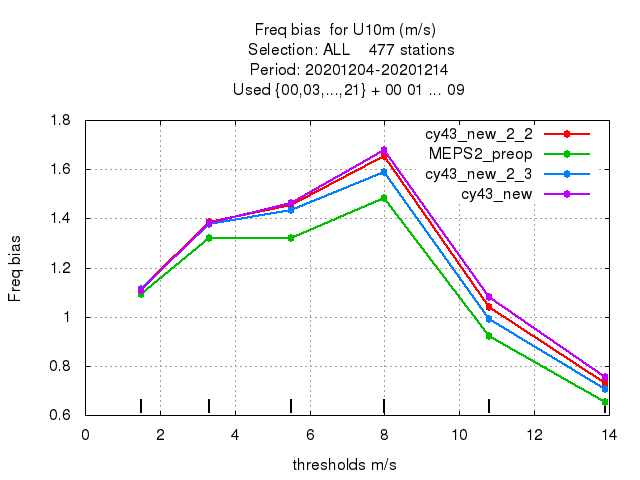 Freq bias  for U10m (m/s)
Selection: ALL    477 stations
Period: 20201204-20201214
Used {00,03,...,21} + 00 01 ... 09
cy43_new_2_2
MEPS2_preop
cy43_new_2_3
cy43_new
Freq bias
1.8
1.6
1.4
1.2
1
0.8
0.6
0 2 4 6 8 10 12 14
thresholds m/s